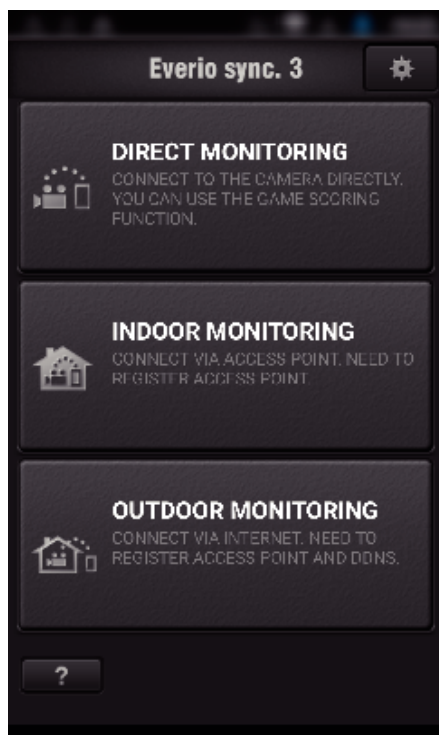 Everio sync. 3
DIRECT MONITORING
CONNECT TO THE CAMERA DIRECTLY.
YOU CAN USE THE GAME SCORING
FUNCTION.
INDOOR MONITORING
CONNECT VIA ACCESS POINT. NEED TO
REGISTER ACCESS POINT.
OUTDOOR MONITORING
CONNECT VIA INTERNET. NEED TO
REGISTER ACCESS POINT AND DDNS.
?